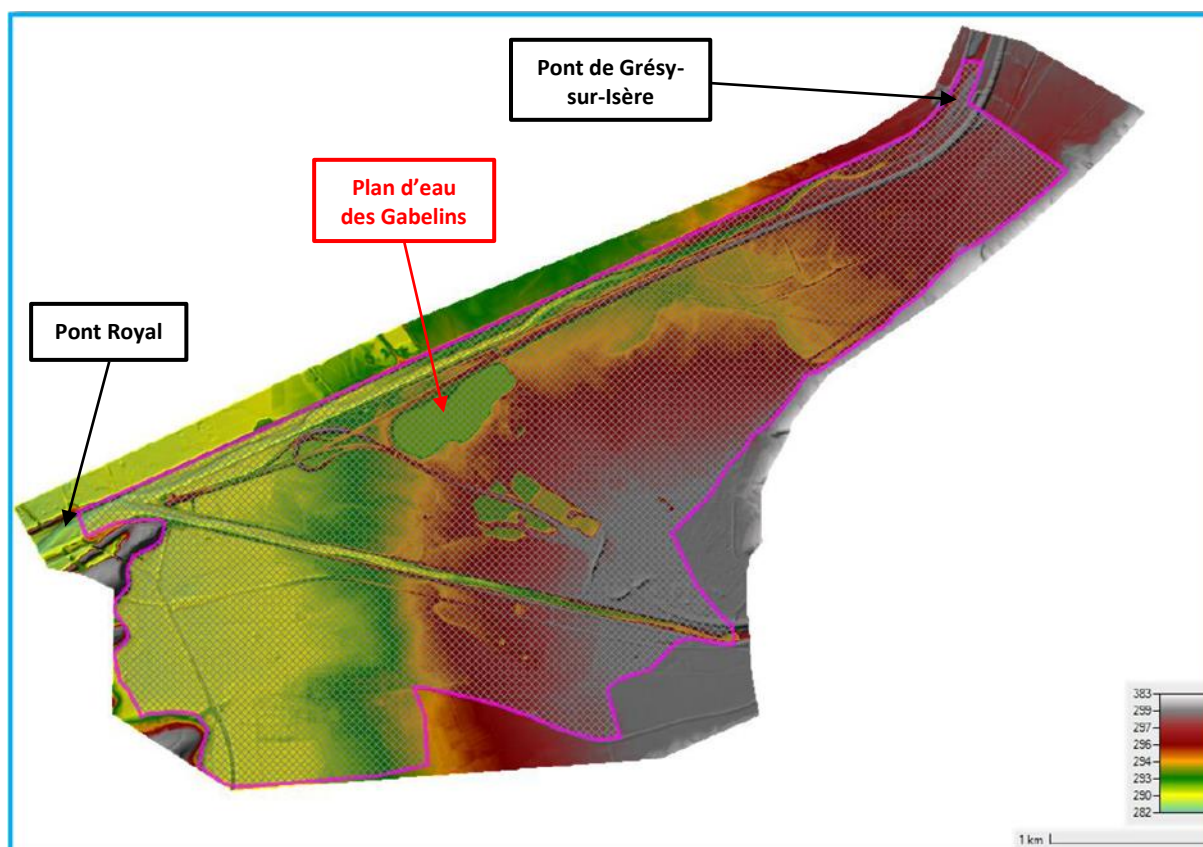 Pont de Grésy-
sur-Isère
Plan d’eau
des Gabelins
Pont Royal
383
299
297
296
294
293
290
282
1 km